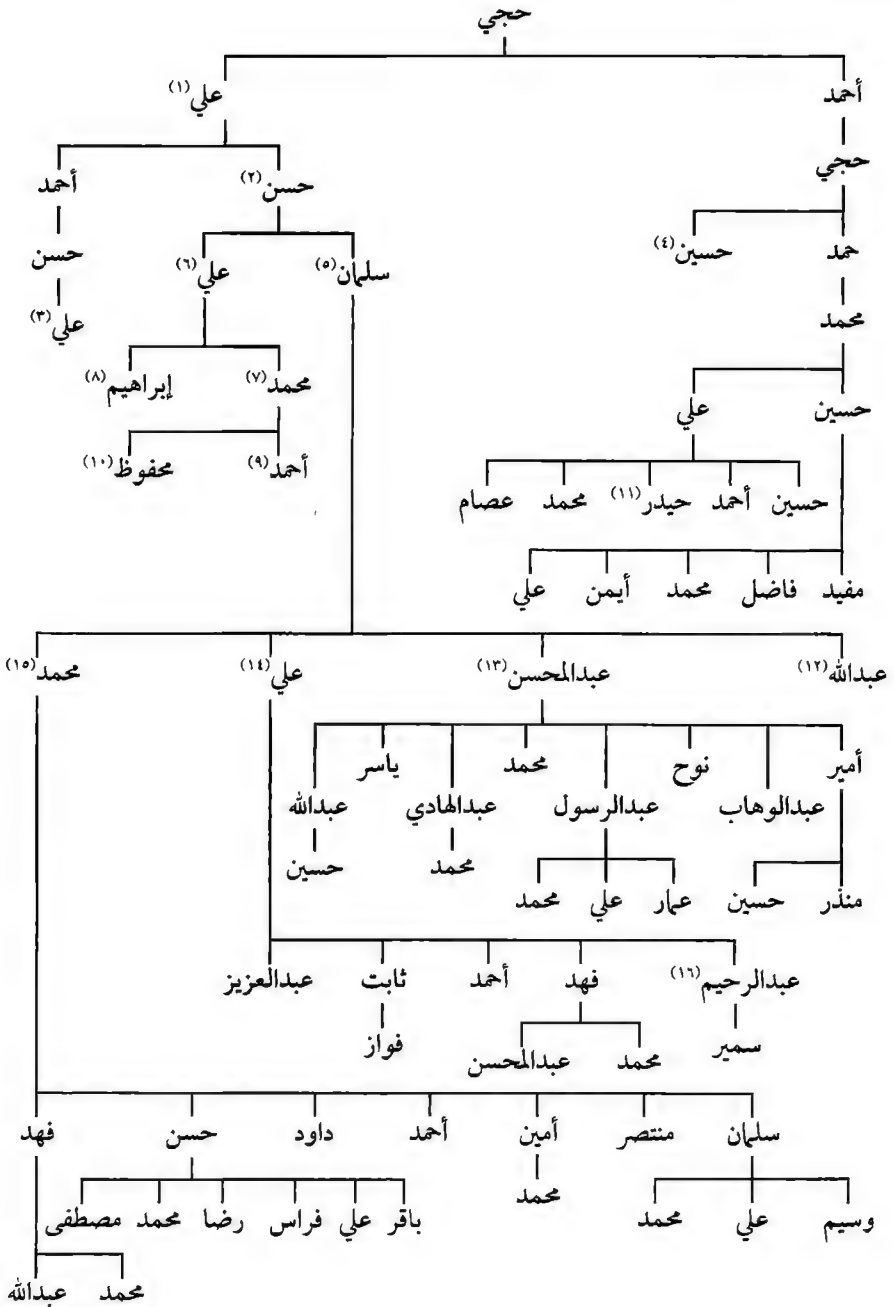 حجي
أحمد علي (١)
حجي حسن (٢) أحمد
حمد حسين (٤) سلمان (٥) علي (٦) حسن
محمد علي (٣)
محمد (٧) إبراهيم (٨)
حسين علي
أحمد (٩) محفوظ (١٠)
حسين أحمد حيدر (١١) محمد عصام
مفيد فاضل محمد أيمن علي
عبدالله (١٢) عبدالمحسن (١٣) علي (١٤) محمد (١٥)
أمير نوح محمد ياسر
عبدالوهاب عبدالرسول عبدالهادي عبدالله
محمد حسين
منذر حسين عمار علي محمد
عبدالرحيم (١٦) فهد أحمد ثابت عبدالعزيز
سمير محمد عبدالمحسن فواز
سلمان منتصر أمين أحمد داود حسن فهد
محمد
وسيم علي محمد باقر علي فراس رضا محمد مصطفى
محمد عبدالله